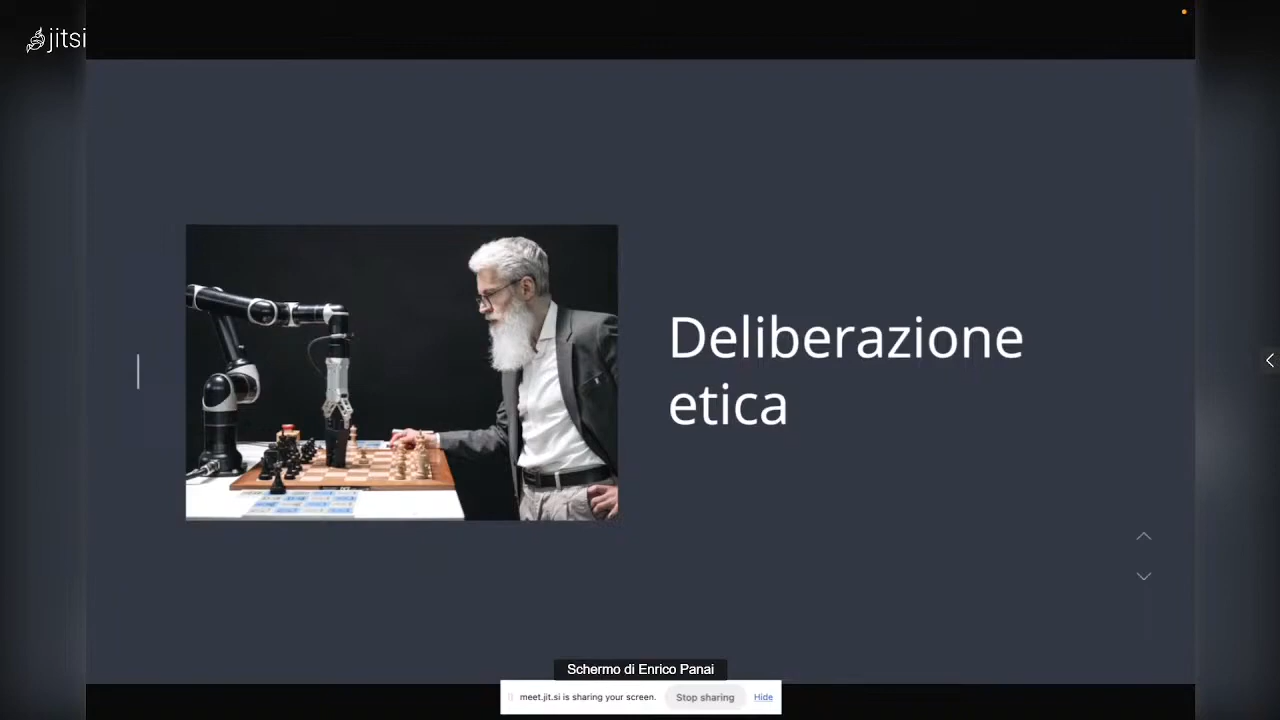 jitsi
Deliberazione
etica
Schermo di Enrico Panai
meet.jit.si is sharing your screen.
Stop sharing
Hide